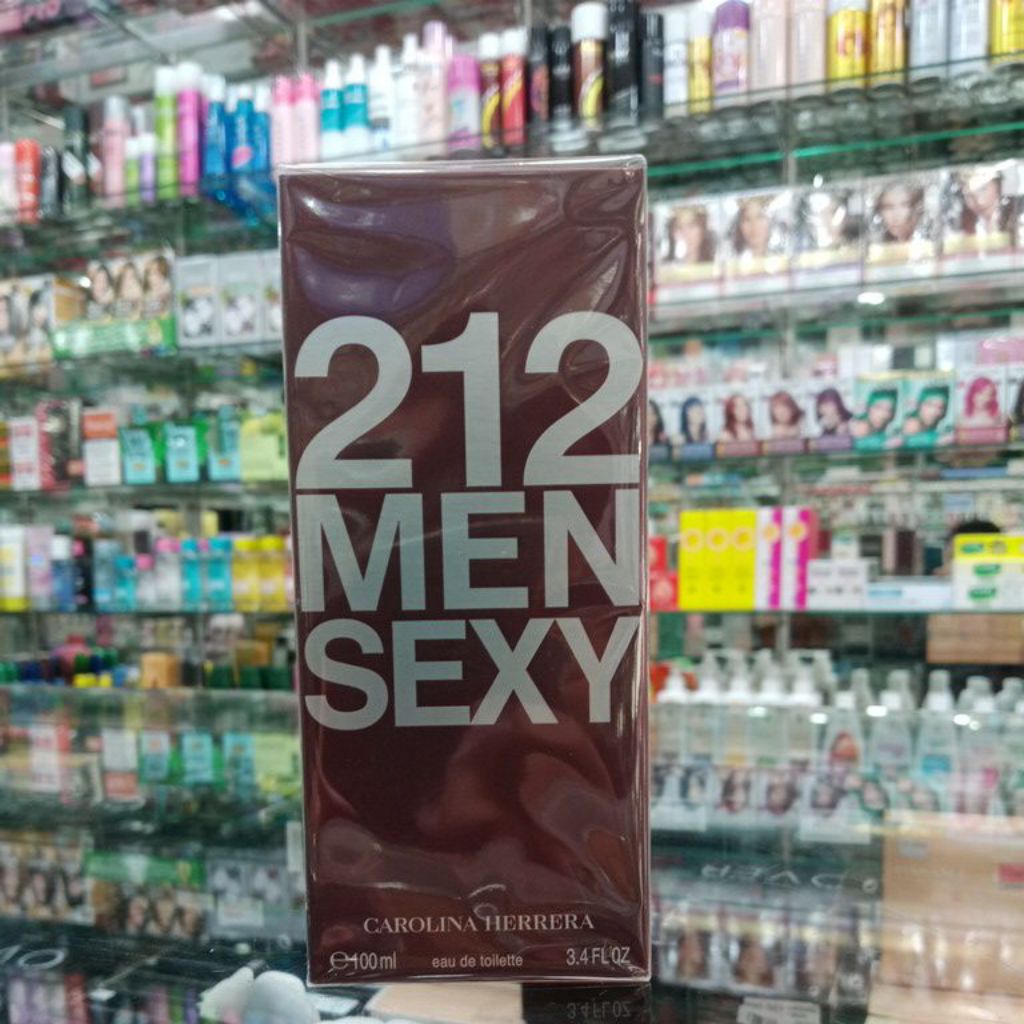 212
MEN
SEXY
CAROLINA HERRERA
℮100ml eau de toilette 3.4 FL OZ